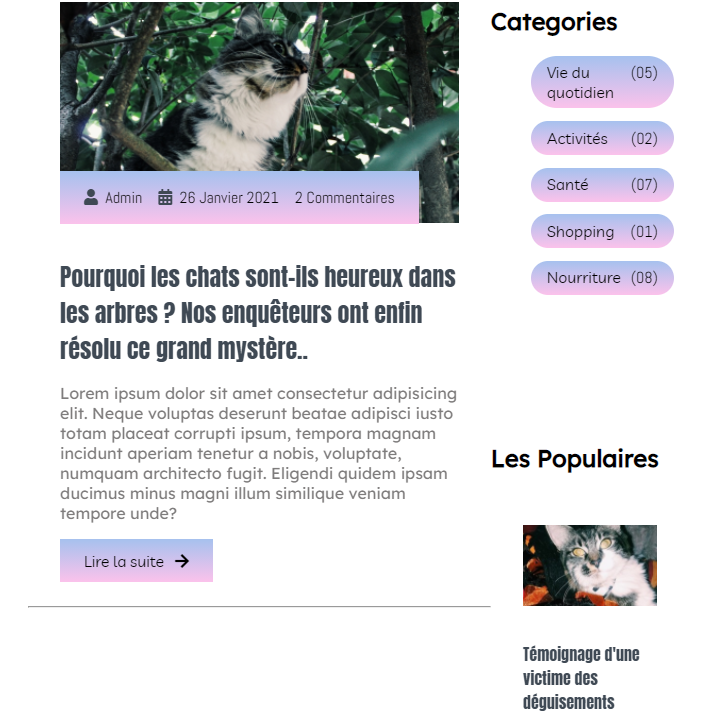 Admin 26 Janvier 2021 2 Commentaires
Pourquoi les chats sont-ils heureux dans
les arbres ? Nos enquêteurs ont enfin
résolu ce grand mystère..
Lorem ipsum dolor sit amet consectetur adipisicing
elit. Neque voluptas deserunt beatae adipisci iusto
totam placeat corrupti ipsum, tempora magnam
incidunt aperiam tenetur a nobis, voluptate,
numquam architecto fugit. Eligendi quidem ipsam
ducimus minus magni illum similique veniam
tempore unde?
Lire la suite
Categories
Vie du (05)
quotidien
Activités (02)
Santé (07)
Shopping (01)
Nourriture (08)
Les Populaires
Témoignage d'une
victime des
déguisements